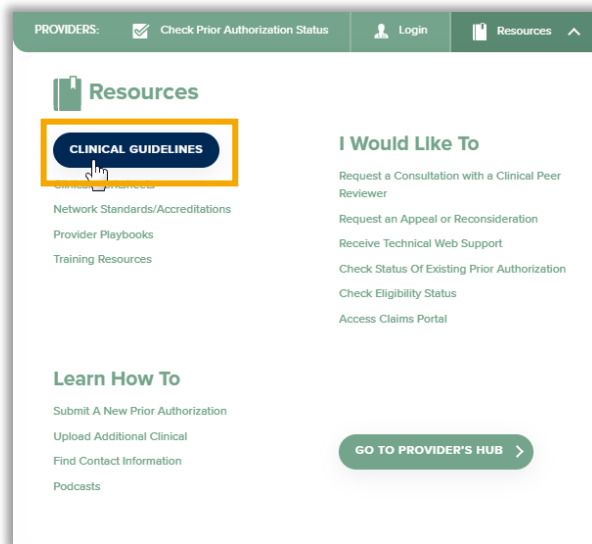 PROVIDERS:
Check Prior Authorization Status
Login
Resources
Resources
CLINICAL GUIDELINES
Clinical Worksheets
Network Standards/Accreditations
Provider Playbooks
Training Resources
I Would Like To
Request a Consultation with a Clinical Peer
Reviewer
Request an Appeal or Reconsideration
Receive Technical Web Support
Check Status Of Existing Prior Authorization
Check Eligibility Status
Access Claims Portal
Learn How To
Submit A New Prior Authorization
Upload Additional Clinical
Find Contact Information
Podcasts
GO TO PROVIDER'S HUB